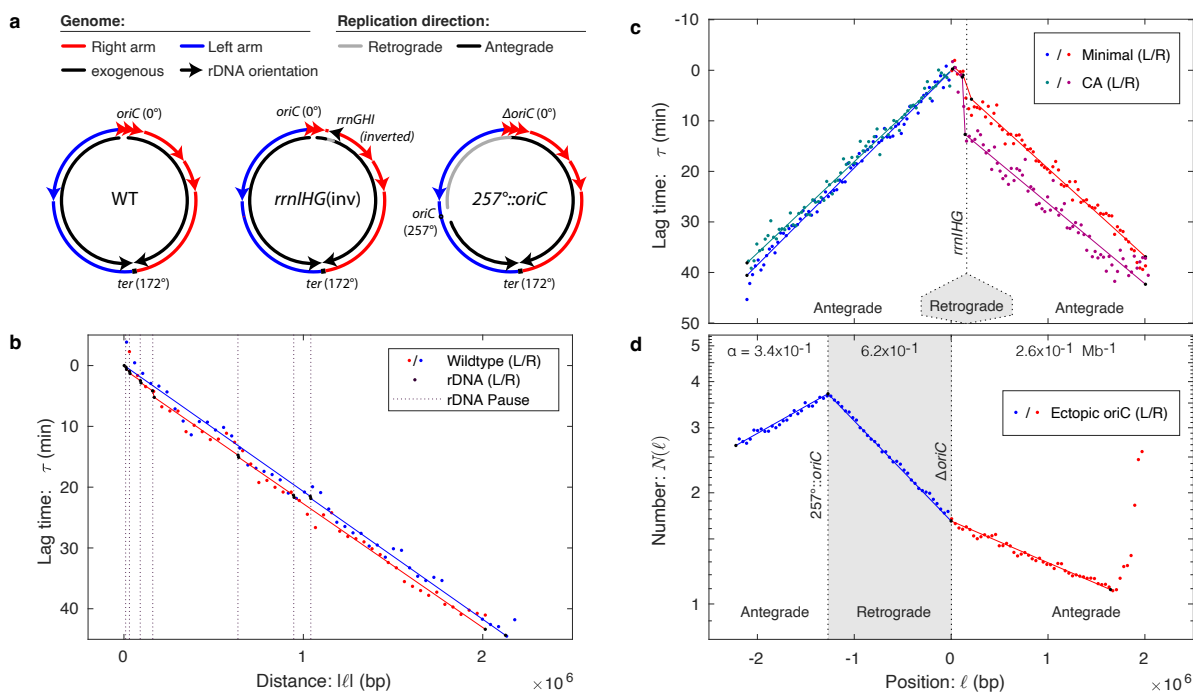 a
Genome:
Replication direction:
Right arm
Left arm
Retrograde
Antegrade
exogenous
rDNA orientation
oriC (0°)
WT
ter (172°)
oriC (0°)
rrnGHI
(inverted)
rrnIHG(inv)
ter (172°)
ΔoriC (0°)
257°::oriC
oriC
(257°)
ter (172°)
b
Lag time: τ (min)
0
10
20
30
40
/ Wildtype (L/R)
rDNA (L/R)
rDNA Pause
0
1
2
Distance: |ℓ| (bp)
×10⁶
c
Lag time: τ (min)
-10
0
10
20
30
40
50
/ Minimal (L/R)
/ CA (L/R)
rrnIHG
Antegrade
Retrograde
Antegrade
d
Number: N(ℓ)
5
4
3
2
1
α = 3.4x10⁻¹
6.2x10⁻¹
2.6x10⁻¹ Mb⁻¹
/ Ectopic oriC (L/R)
257°::oriC
ΔoriC
Antegrade
Retrograde
Antegrade
-2
-1
0
1
2
Position: ℓ (bp)
×10⁶